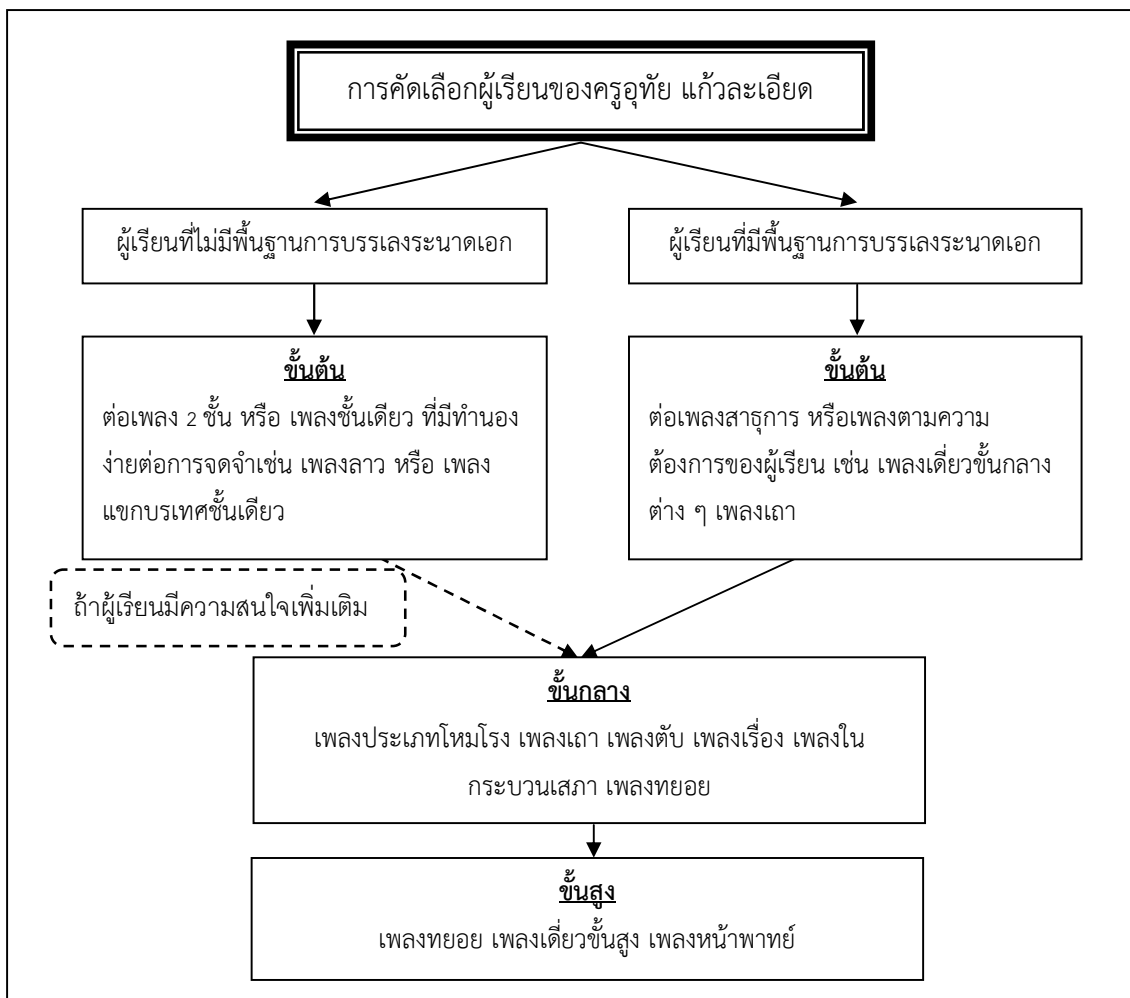 การคัดเลือกผู้เรียนของครูอุทัย แก้วละเอียด
ผู้เรียนที่ไม่มีพื้นฐานการบรรเลงระนาดเอก
ผู้เรียนที่มีพื้นฐานการบรรเลงระนาดเอก
ขั้นต้น
ต่อเพลง 2 ชั้น หรือ เพลงชั้นเดียว ที่มีทำนอง
ง่ายต่อการจดจำเช่น เพลงลาว หรือ เพลง
แขกบรเทศชั้นเดียว
ขั้นต้น
ต่อเพลงสาธุการ หรือเพลงตามความ
ต้องการของผู้เรียน เช่น เพลงเดี่ยวขั้นกลาง
ต่าง ๆ เพลงเถา
ถ้าผู้เรียนมีความสนใจเพิ่มเติม
ขั้นกลาง
เพลงประเภทโหมโรง เพลงเถา เพลงตับ เพลงเรื่อง เพลงใน
กระบวนเสภา เพลงทยอย
ขั้นสูง
เพลงทยอย เพลงเดี่ยวขั้นสูง เพลงหน้าพาทย์